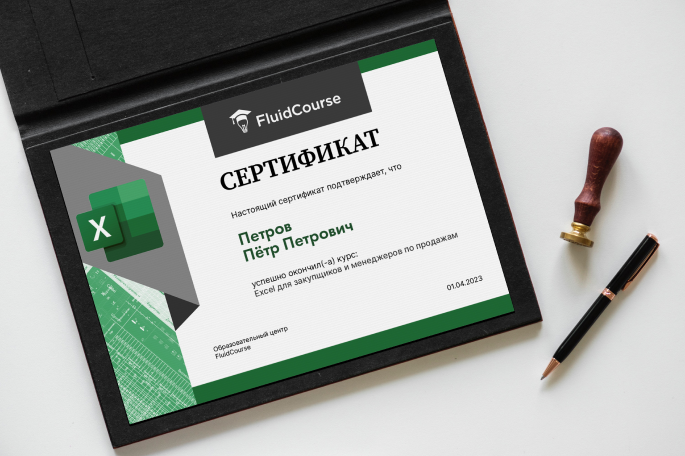 FluidCourse
СЕРТИФИКАТ
Настоящий сертификат подтверждает, что
Петров
Пётр Петрович
успешно окончил(-а) курс:
Excel для закупщиков и менеджеров по продажам
01.04.2023
Образовательный центр
FluidCourse
X